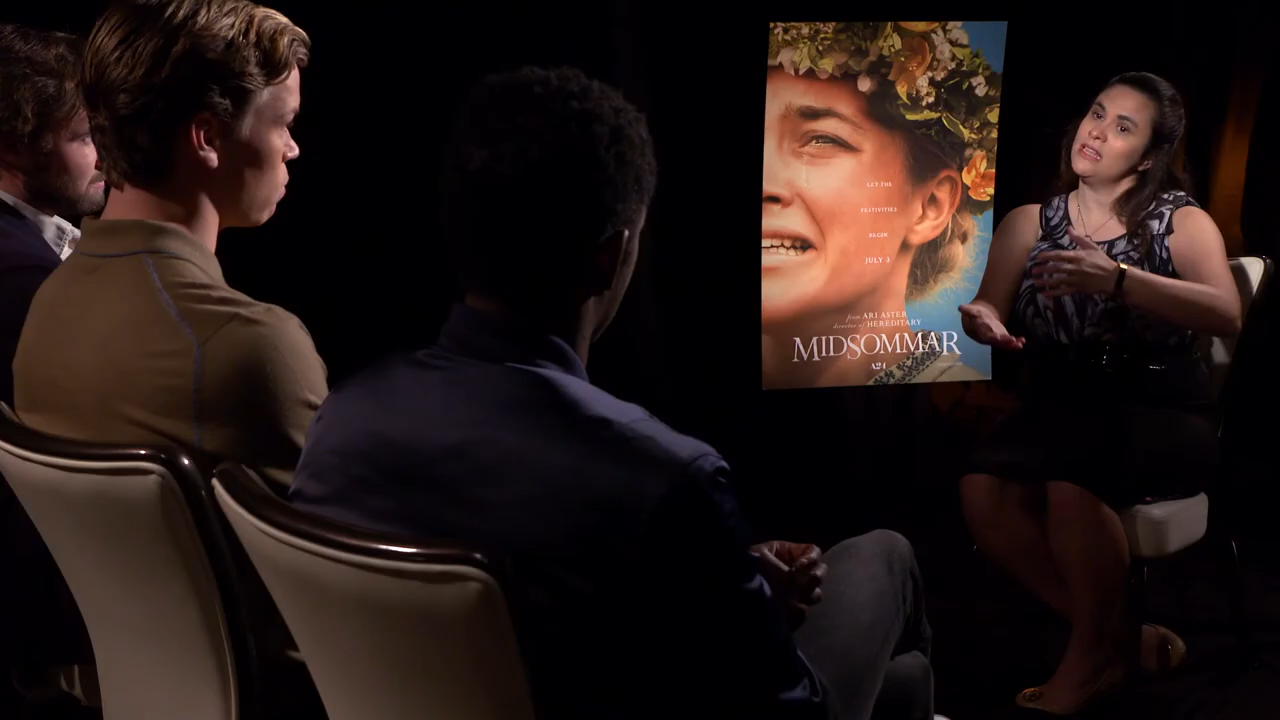 LET THE
FESTIVITIES
BEGIN
JULY 3
from ARI ASTER
director of HEREDITARY
MIDSOMMAR
A24